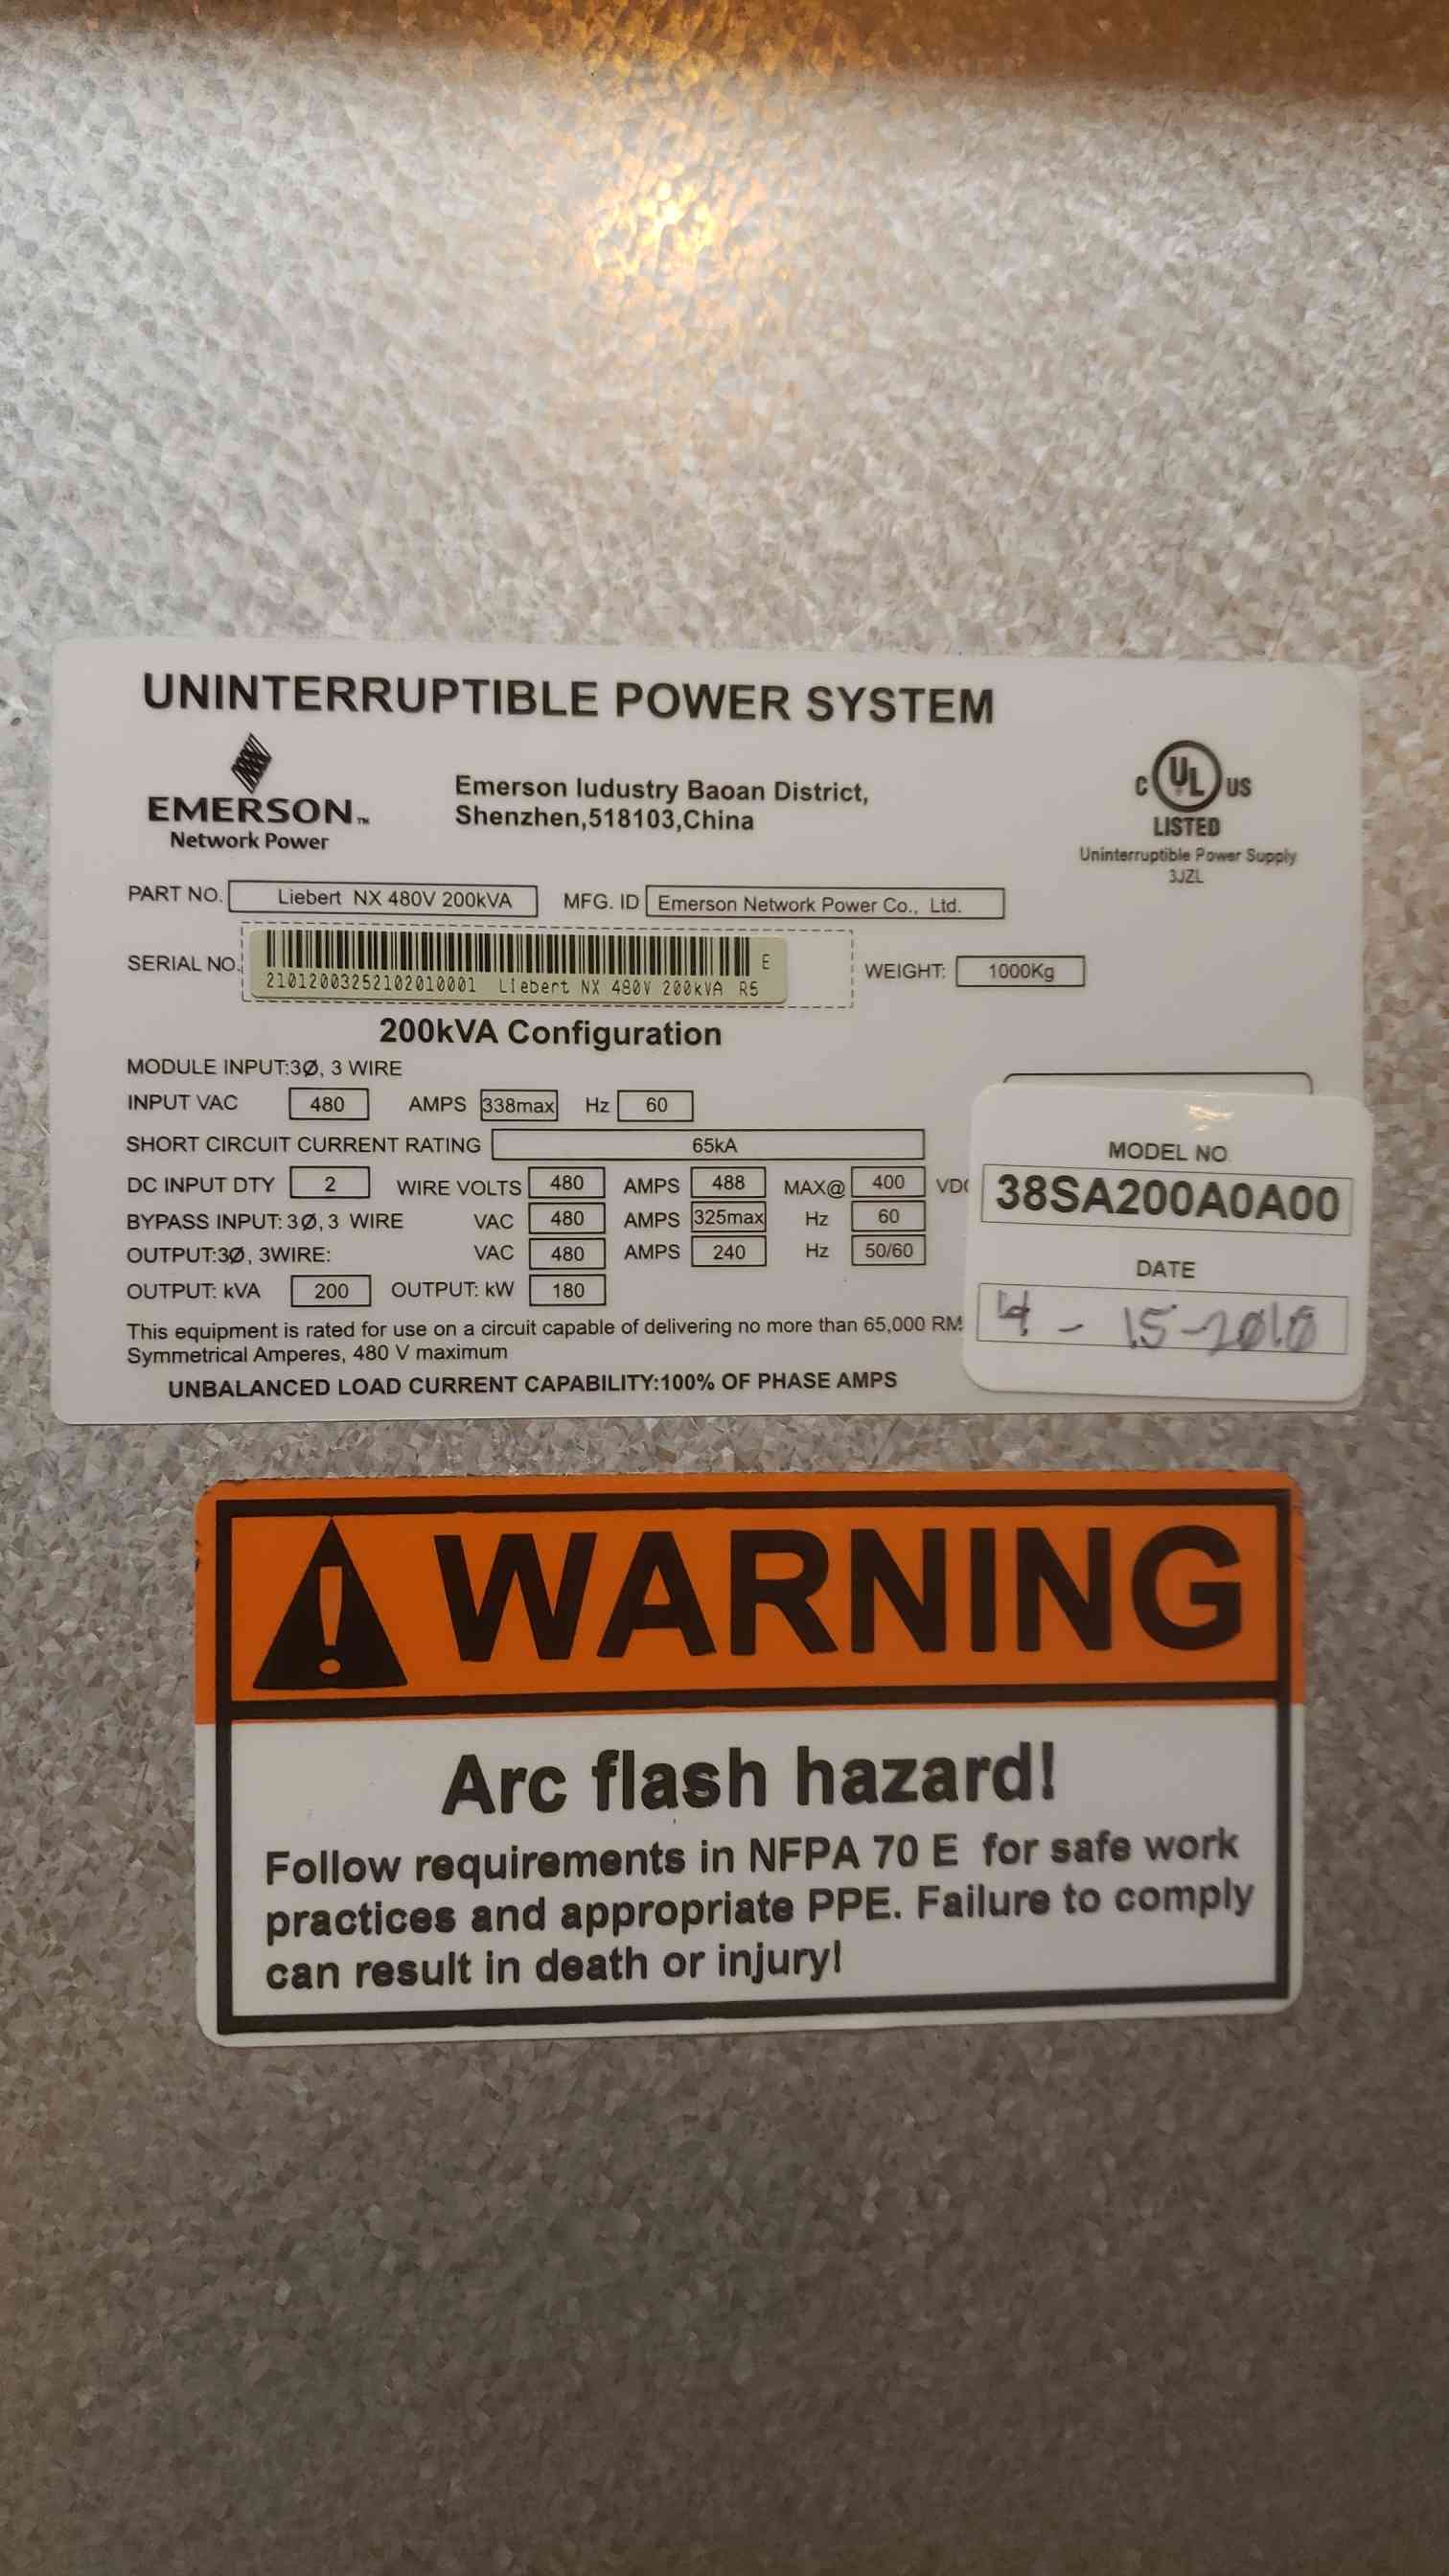 UNINTERRUPTIBLE POWER SYSTEM
EMERSON™
Network Power
Emerson Iudustry Baoan District,
Shenzhen,518103,China
C UL US
LISTED
Uninterruptible Power Supply
3JZL
PART NO. Liebert NX 480V 200kVA MFG. ID Emerson Network Power Co., Ltd.
SERIAL NO. E
21012003252102010001 Liebert NX 480V 200kVA R5
WEIGHT: 1000Kg
200kVA Configuration
MODULE INPUT:3Ø, 3 WIRE
INPUT VAC 480 AMPS 338max Hz 60
SHORT CIRCUIT CURRENT RATING 65kA
DC INPUT DTY 2 WIRE VOLTS 480 AMPS 488 MAX@ 400 VDC
BYPASS INPUT: 3Ø, 3 WIRE VAC 480 AMPS 325max Hz 60
OUTPUT:3Ø, 3WIRE: VAC 480 AMPS 240 Hz 50/60
OUTPUT: kVA 200 OUTPUT: kW 180
This equipment is rated for use on a circuit capable of delivering no more than 65,000 RM
Symmetrical Amperes, 480 V maximum
UNBALANCED LOAD CURRENT CAPABILITY:100% OF PHASE AMPS
MODEL NO
38SA200A0A00
DATE
4 - 15-2010
WARNING
Arc flash hazard!
Follow requirements in NFPA 70 E for safe work
practices and appropriate PPE. Failure to comply
can result in death or injury!